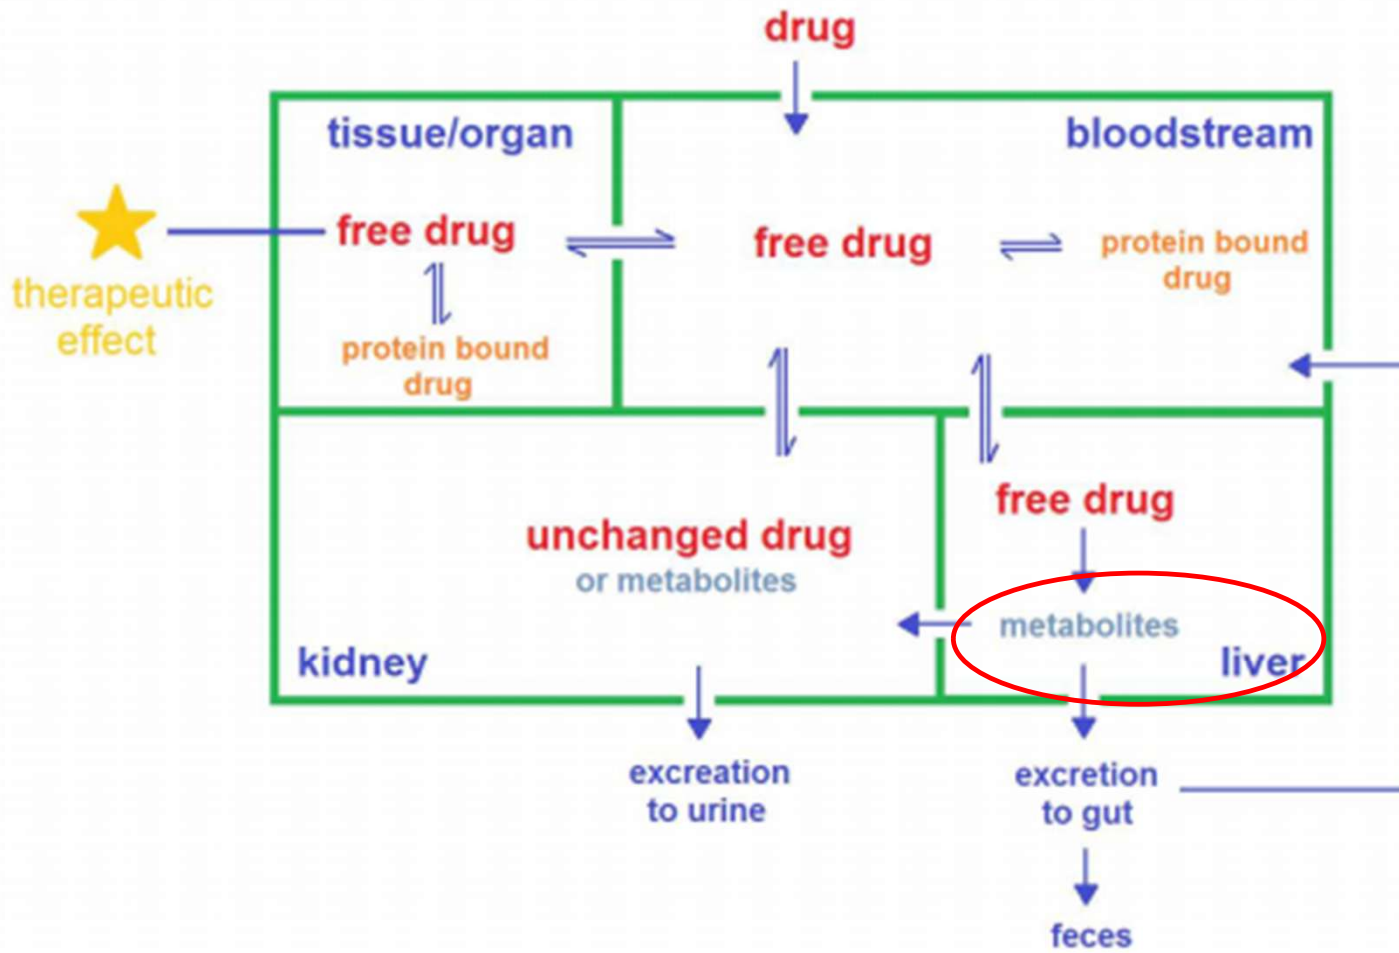 drug
tissue/organ
bloodstream
free drug
free drug
protein bound
drug
therapeutic
effect
protein bound
drug
free drug
unchanged drug
or metabolites
metabolites
kidney
liver
excreation
to urine
excretion
to gut
feces